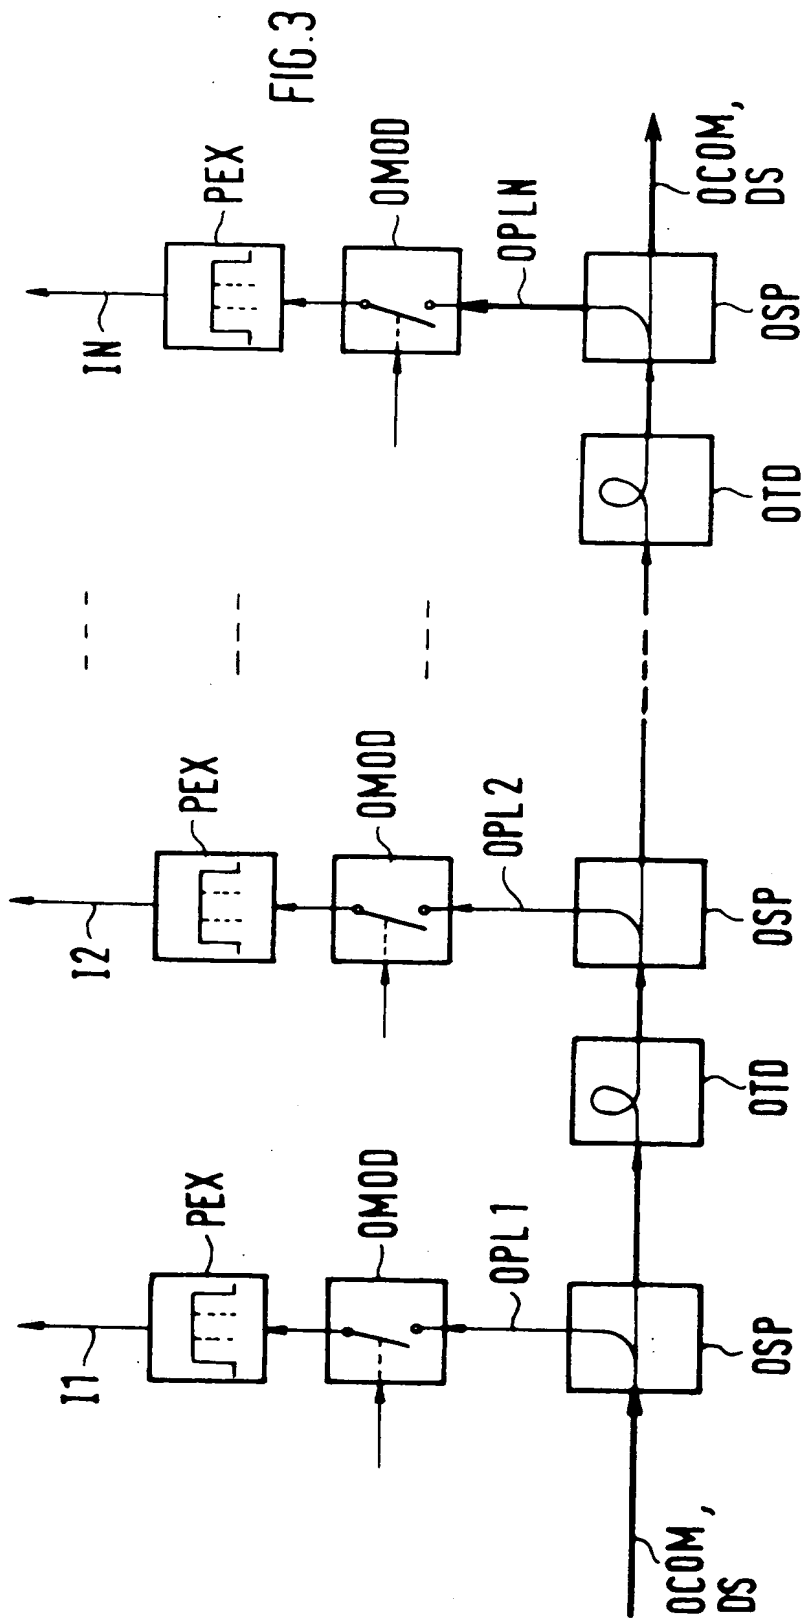 FIG.3
I1
PEX
OMOD
OPL1
OSP
OCOM,
DS
OTD
I2
PEX
OMOD
OPL2
OSP
OTD
IN
PEX
OMOD
OPLN
OSP
OCOM,
DS